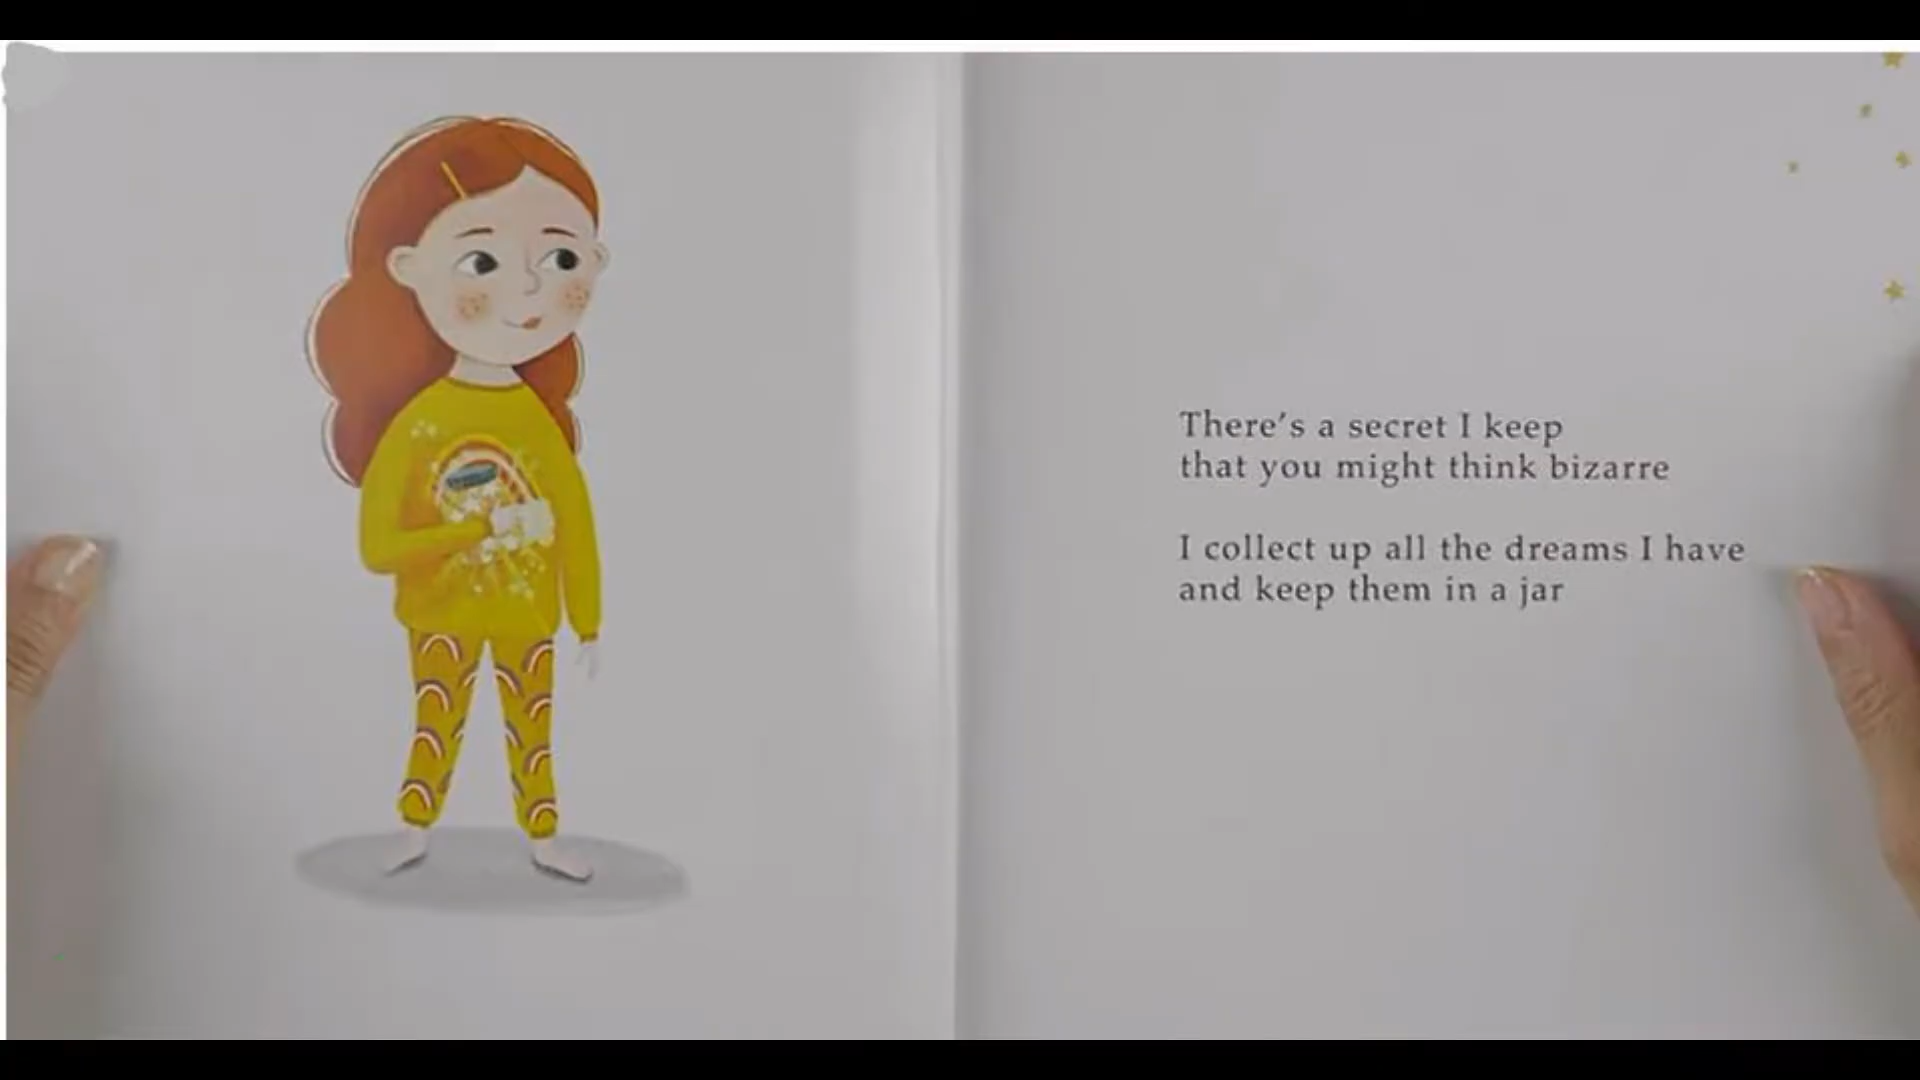 There's a secret I keep
that you might think bizarre
I collect up all the dreams I have
and keep them in a jar